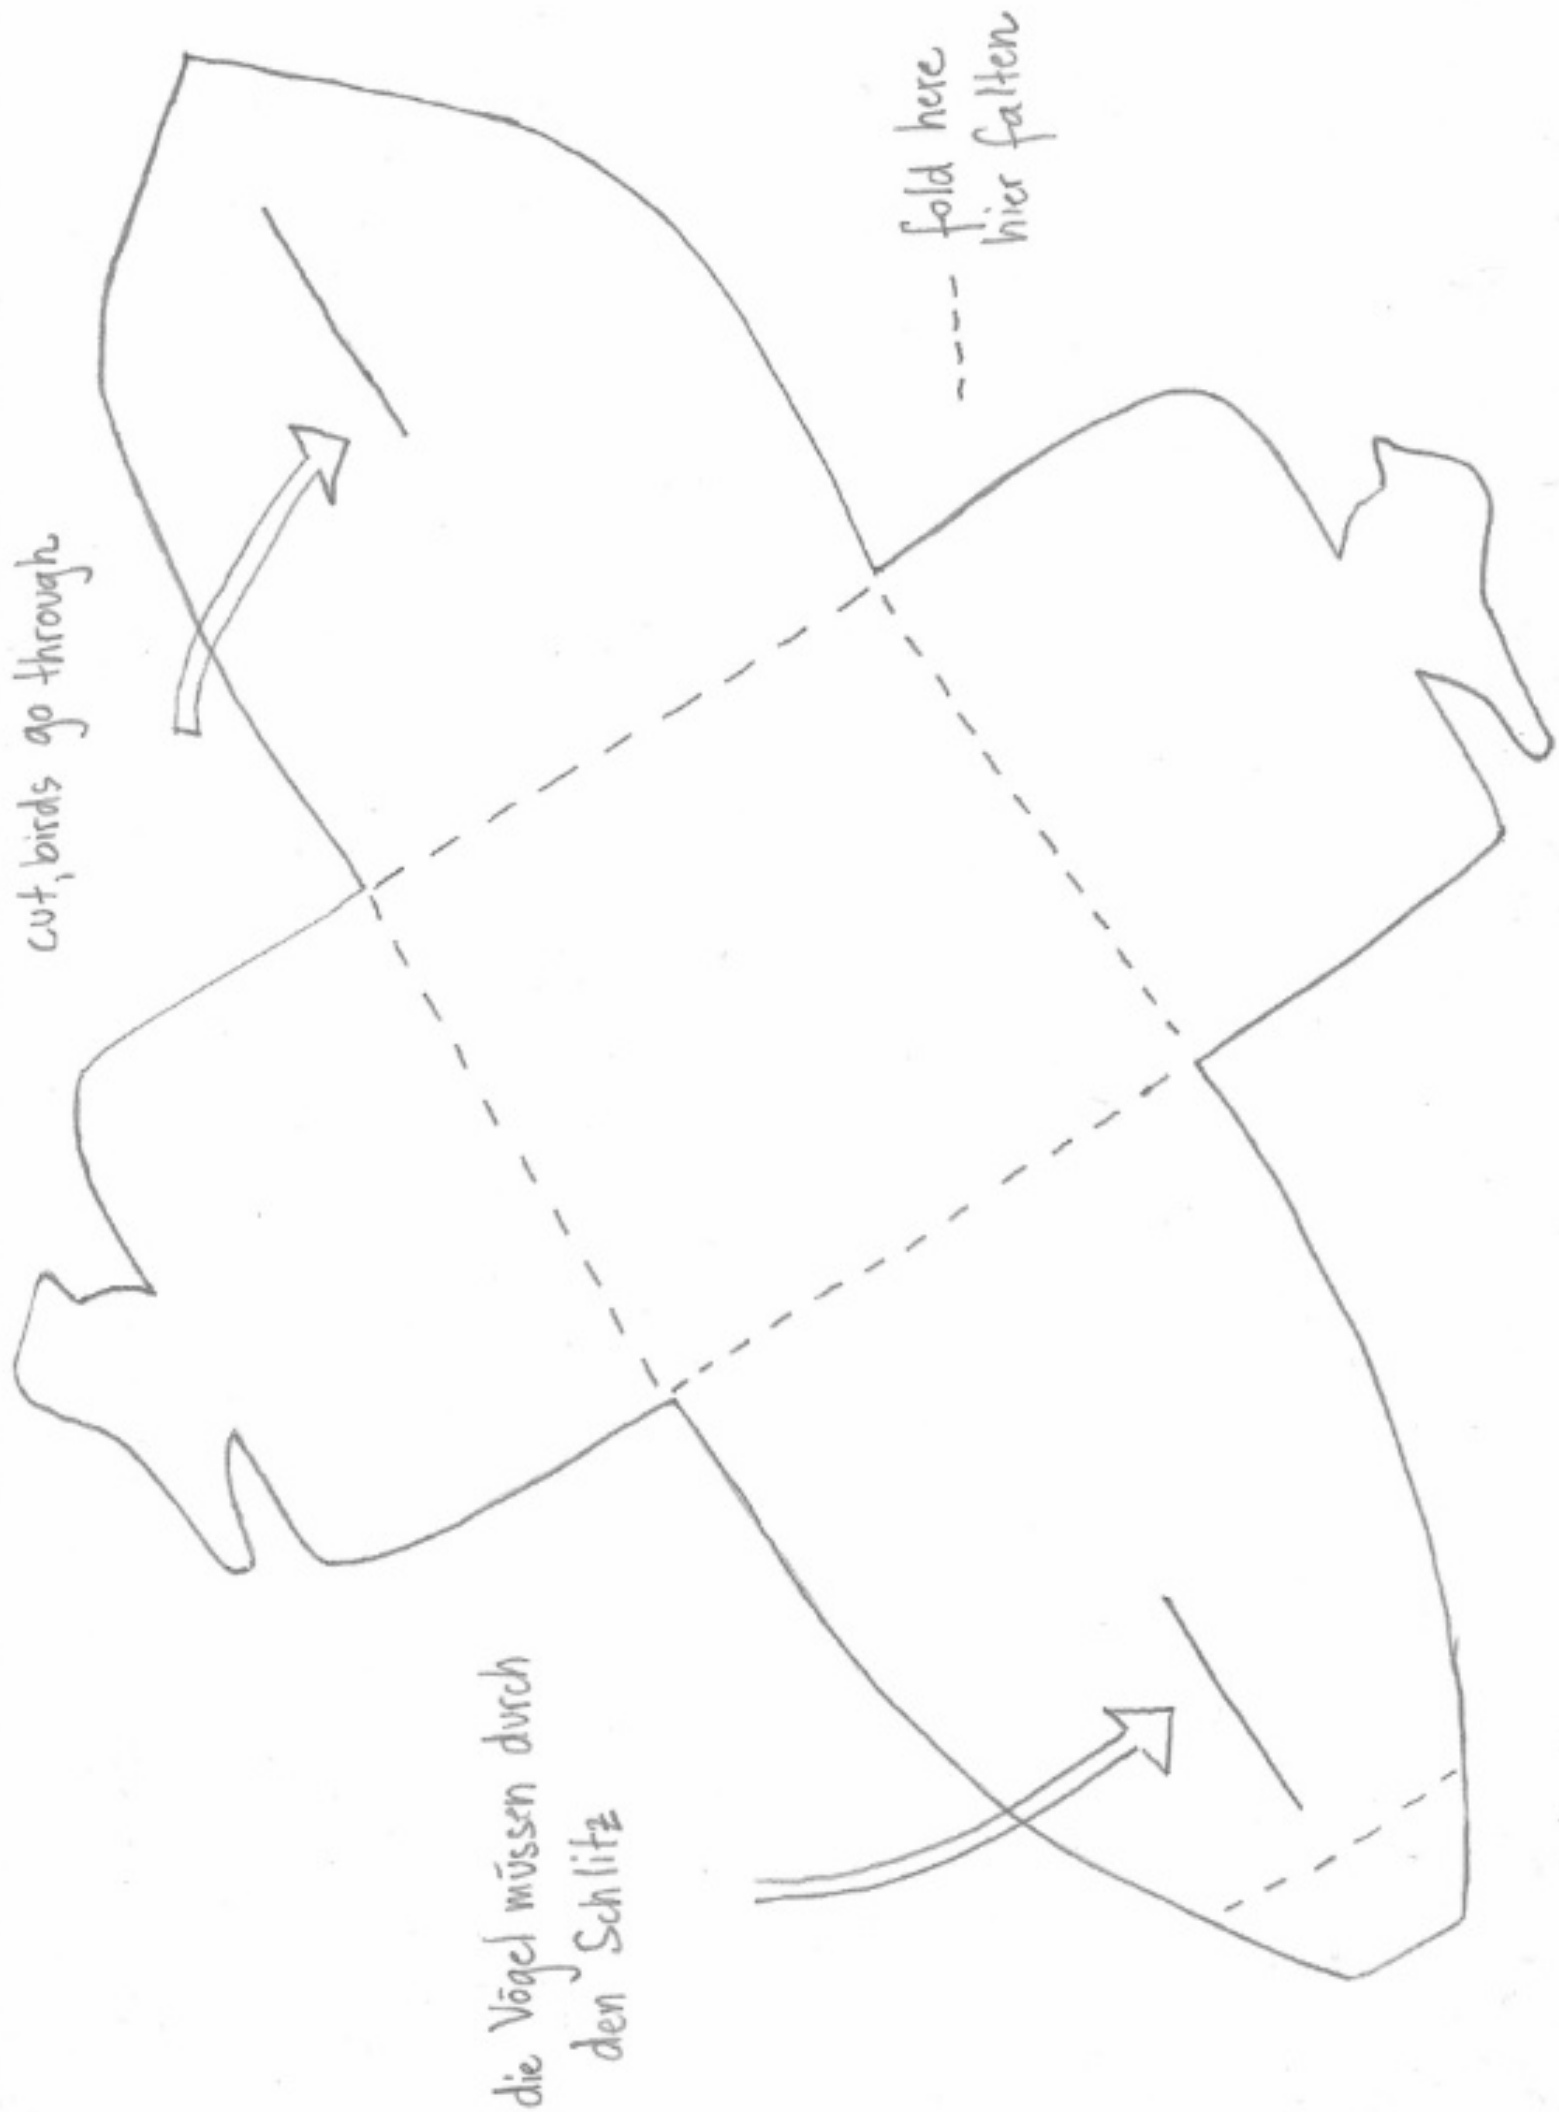 cut, birds go through
die Vögel müssen durch
den Schlitz
fold here
hier falten